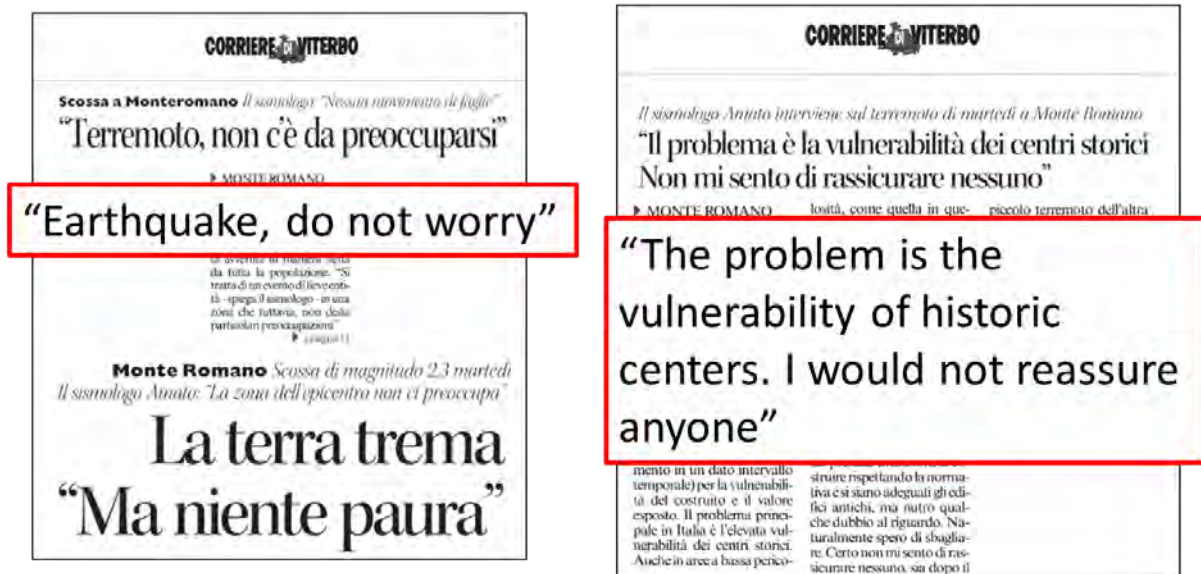 CORRIERE DI VITERBO
Scossa a Monteromano Il sismologo: "Nessun movimento di faglie"
"Terremoto, non c'è da preoccuparsi"
MONTE ROMANO
"Earthquake, do not worry"
da tutta la popolazione. "Si
tratta di un evento di lieve enti-
tà - spiega il sismologo - in una
zona che tuttavia, non desta
particolari preoccupazioni"
Monte Romano Scossa di magnitudo 2.3 martedì
Il sismologo Amato: "La zona dell'epicentro non ci preoccupa"
La terra trema
"Ma niente paura"
CORRIERE DI VITERBO
Il sismologo Amato interviene sul terremoto di martedì a Monte Romano
"Il problema è la vulnerabilità dei centri storici
Non mi sento di rassicurare nessuno"
MONTE ROMANO
losità, come quella in que-
piccolo terremoto dell'altra
"The problem is the
vulnerability of historic
centers. I would not reassure
anyone"
mento in un dato intervallo
temporale) per la vulnerabili-
tà del costruito e il valore
esposto. Il problema princi-
pale in Italia è l'elevata vul-
nerabilità dei centri storici.
Anche in aree a bassa perico-
struire rispettando la norma-
tiva e si siano adeguati gli edi-
fici antichi, ma nutro qual-
che dubbio al riguardo. Na-
turalmente spero di sbaglia-
re. Certo non mi sento di ras-
sicurare nessuno, sia dopo il